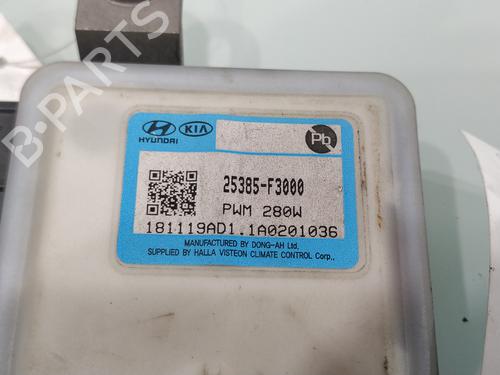 B-PARTS
HYUNDAI
KIA
Pb
25385-F3000
PWM 280W
181119AD1.1A0201036
MANUFACTURED BY DONG-AH Ltd.
SUPPLIED BY HALLA VISTEON CLIMATE CONTROL Corp.,